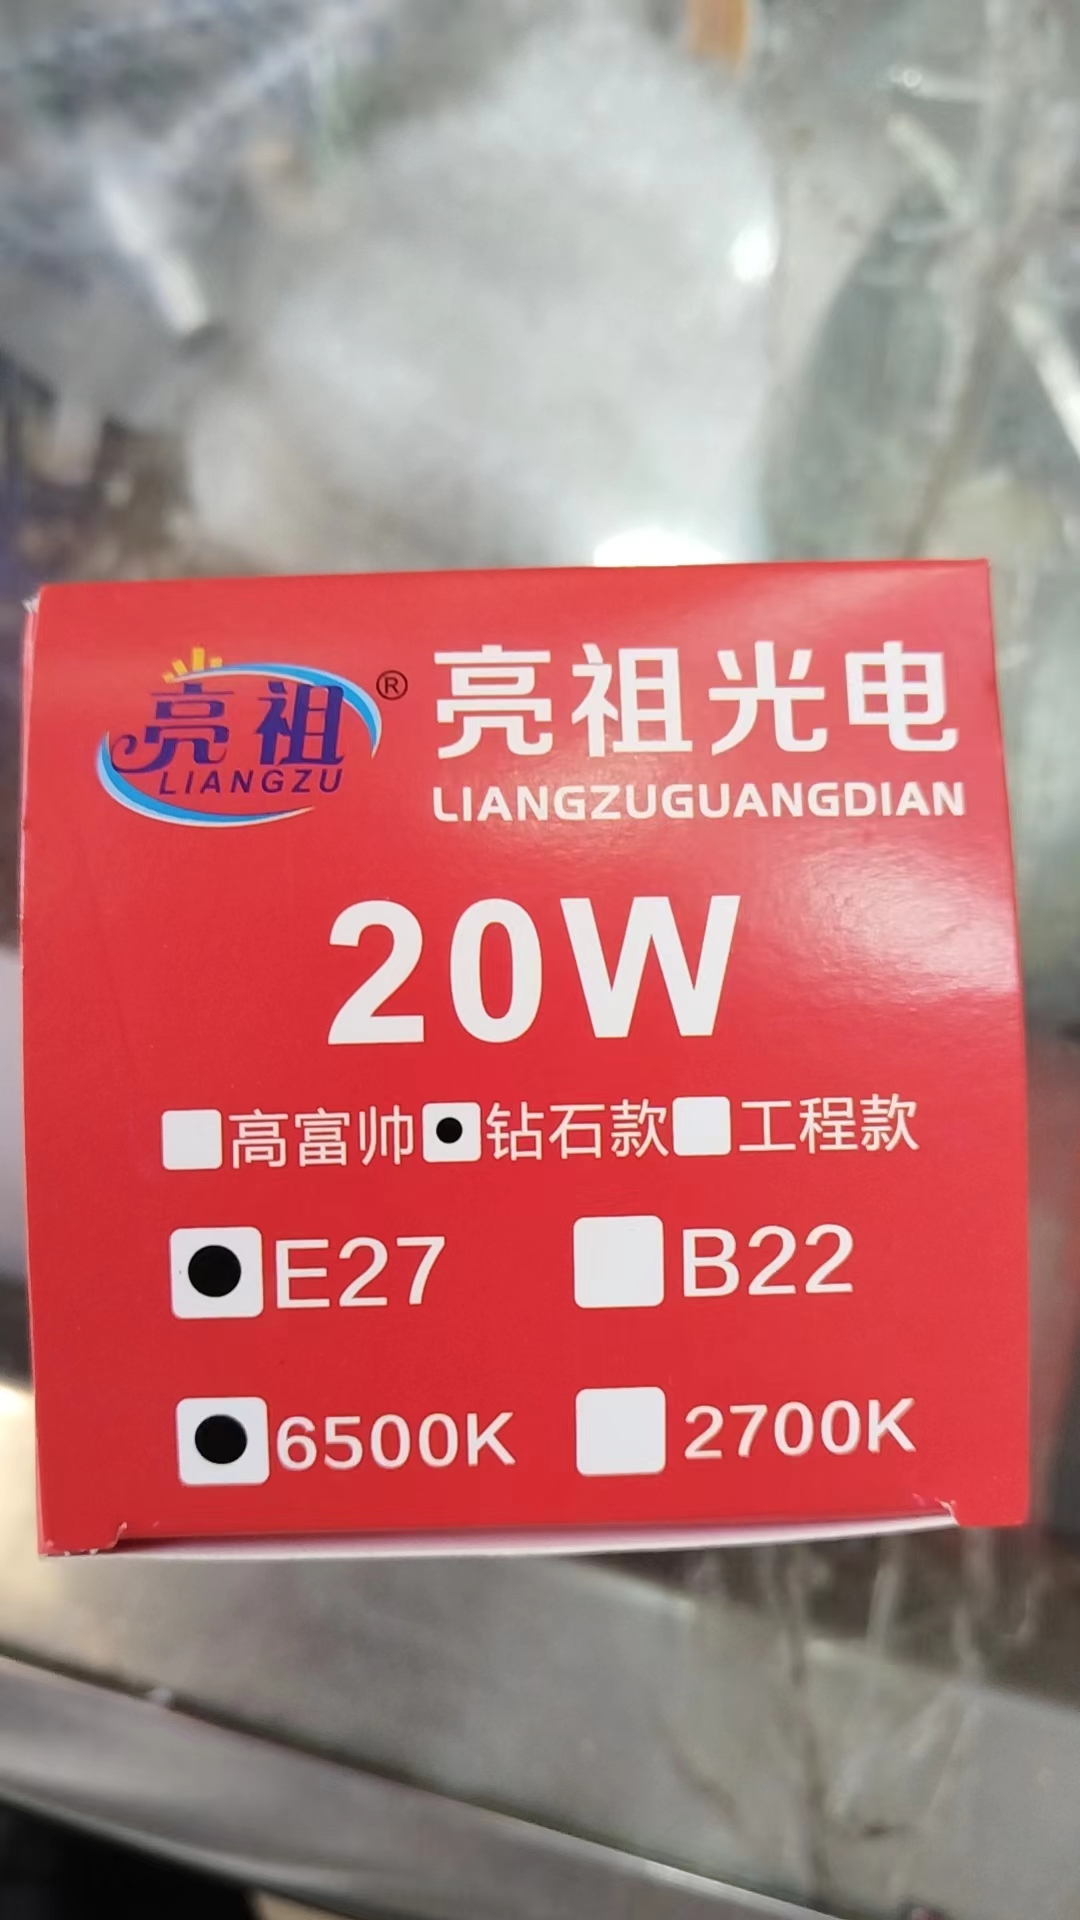 亮祖®
LIANGZU
亮祖光电
LIANGZUGUANGDIAN
20W
高富帅 钻石款 工程款
E27 B22
6500K 2700K